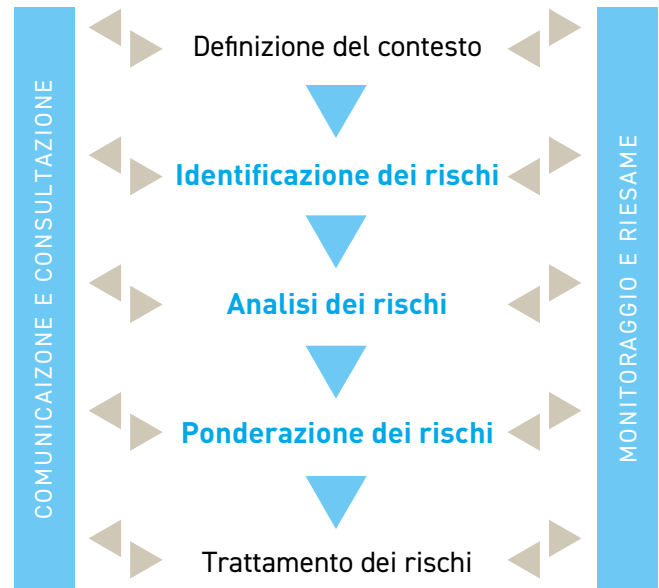 COMUNICAIZONE E CONSULTAZIONE
Definizione del contesto
Identificazione dei rischi
Analisi dei rischi
Ponderazione dei rischi
Trattamento dei rischi
MONITORAGGIO E RIESAME